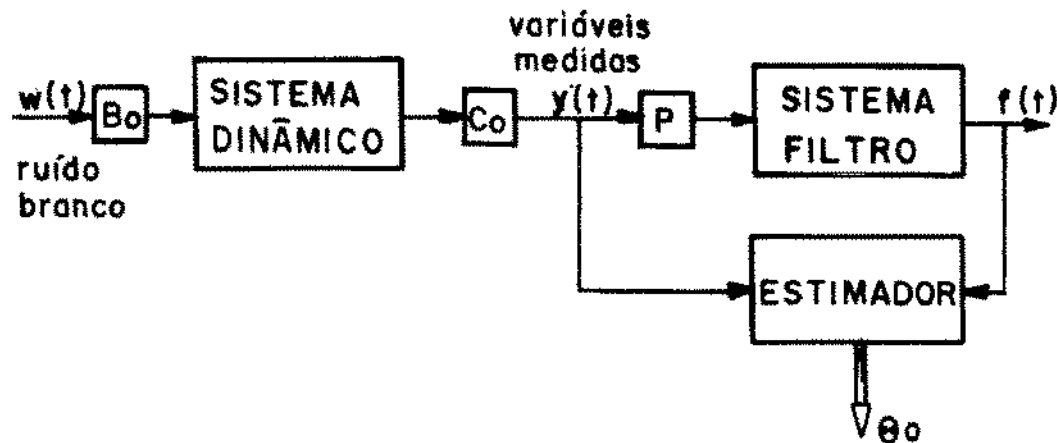 variáveis
medidas
w(t)
Bo
SISTEMA
DINÂMICO
Co
y(t)
P
SISTEMA
FILTRO
f(t)
ruído
branco
ESTIMADOR
Θo